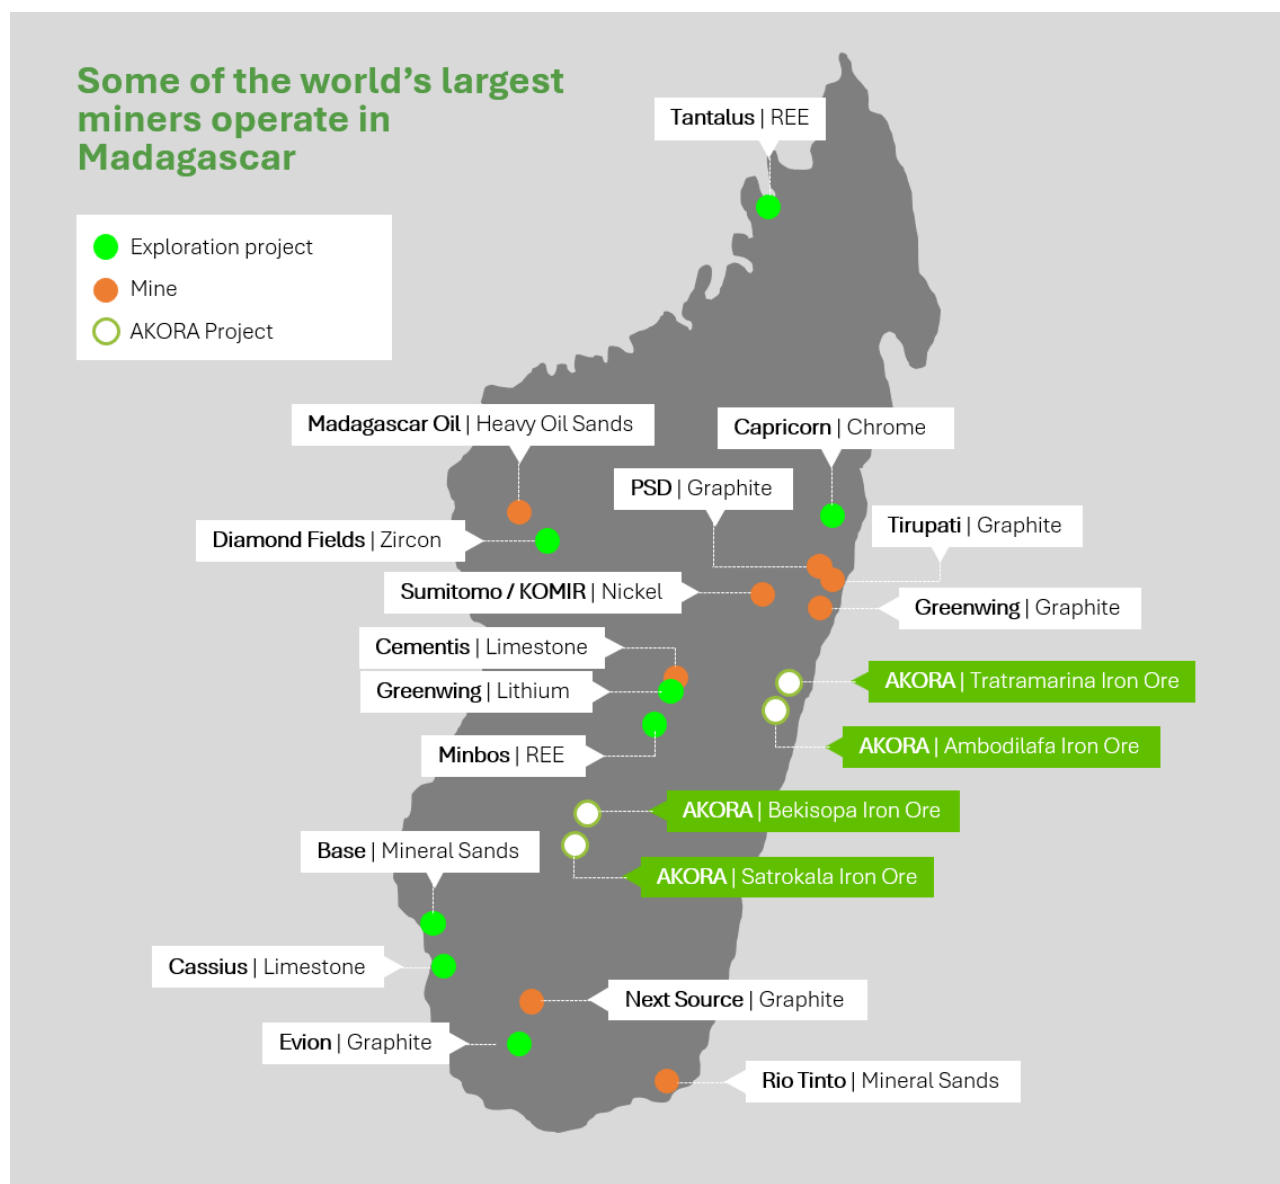 Some of the world's largest
miners operate in
Madagascar
Exploration project
Mine
AKORA Project
Tantalus | REE
Madagascar Oil | Heavy Oil Sands
Capricorn | Chrome
PSD | Graphite
Tirupati | Graphite
Diamond Fields | Zircon
Sumitomo / KOMIR | Nickel
Greenwing | Graphite
Cementis | Limestone
AKORA | Tratramarina Iron Ore
Greenwing | Lithium
AKORA | Ambodilafa Iron Ore
Minbos | REE
AKORA | Bekisopa Iron Ore
Base | Mineral Sands
AKORA | Satrokala Iron Ore
Cassius | Limestone
Next Source | Graphite
Evion | Graphite
Rio Tinto | Mineral Sands